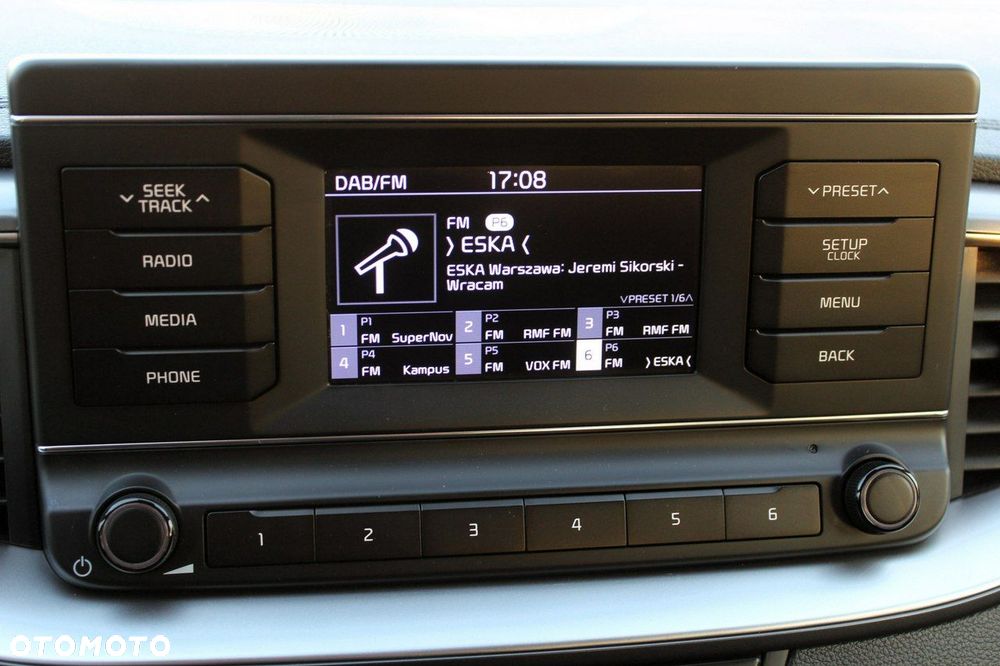 SEEK
TRACK
RADIO
MEDIA
PHONE
DAB/FM 17:08
FM P6
❭ ESKA ❬
ESKA Warszawa: Jeremi Sikorski -
Wracam
PRESET 1/6
1 P1 FM SuperNov
2 P2 FM RMF FM
3 P3 FM RMF FM
4 P4 FM Kampus
5 P5 FM VOX FM
6 P6 FM ❭ESKA❬
PRESET
SETUP
CLOCK
MENU
BACK
1 2 3 4 5 6
OTOMOTO